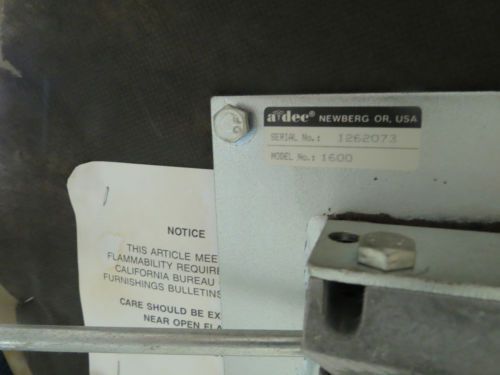 a-dec® NEWBERG OR, USA
SERIAL No.: 1262073
MODEL No.: 1600
NOTICE
THIS ARTICLE MEE
FLAMMABILITY REQUIRE
CALIFORNIA BUREAU
FURNISHINGS BULLETINS
CARE SHOULD BE EX
NEAR OPEN FLA